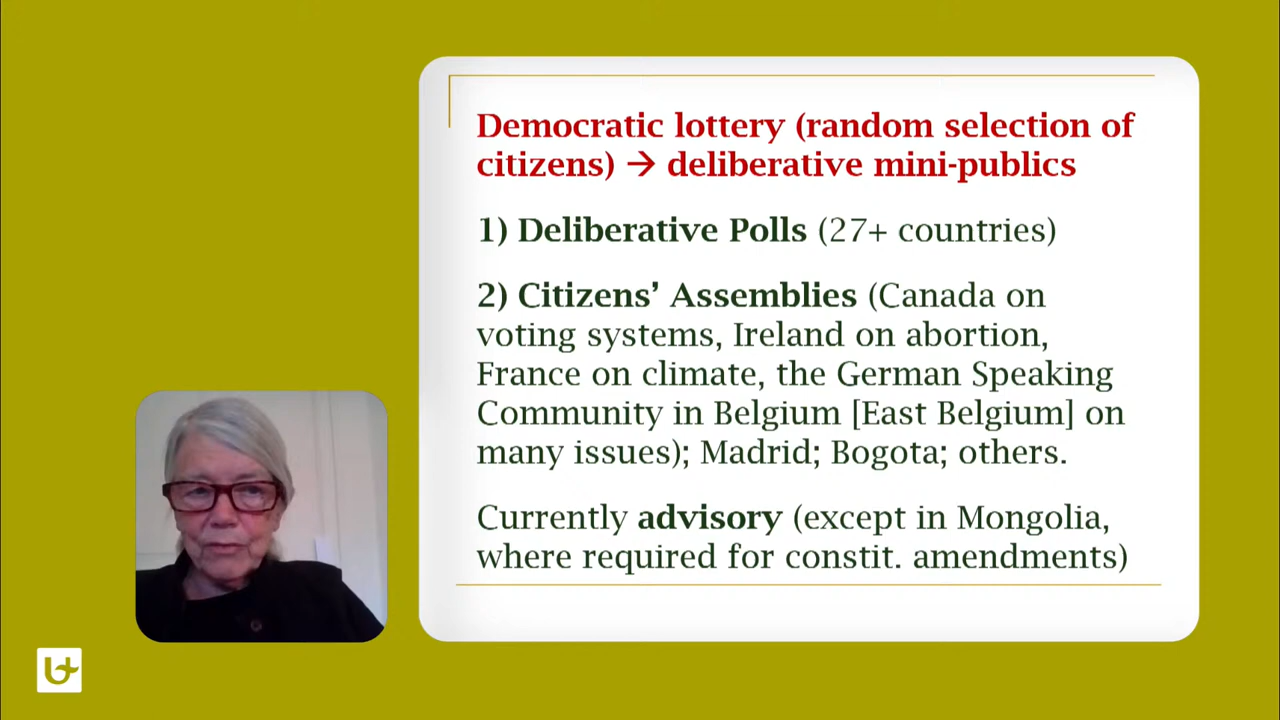 Democratic lottery (random selection of
citizens) → deliberative mini-publics
1) Deliberative Polls (27+ countries)
2) Citizens’ Assemblies (Canada on
voting systems, Ireland on abortion,
France on climate, the German Speaking
Community in Belgium [East Belgium] on
many issues); Madrid; Bogota; others.
Currently advisory (except in Mongolia,
where required for constit. amendments)